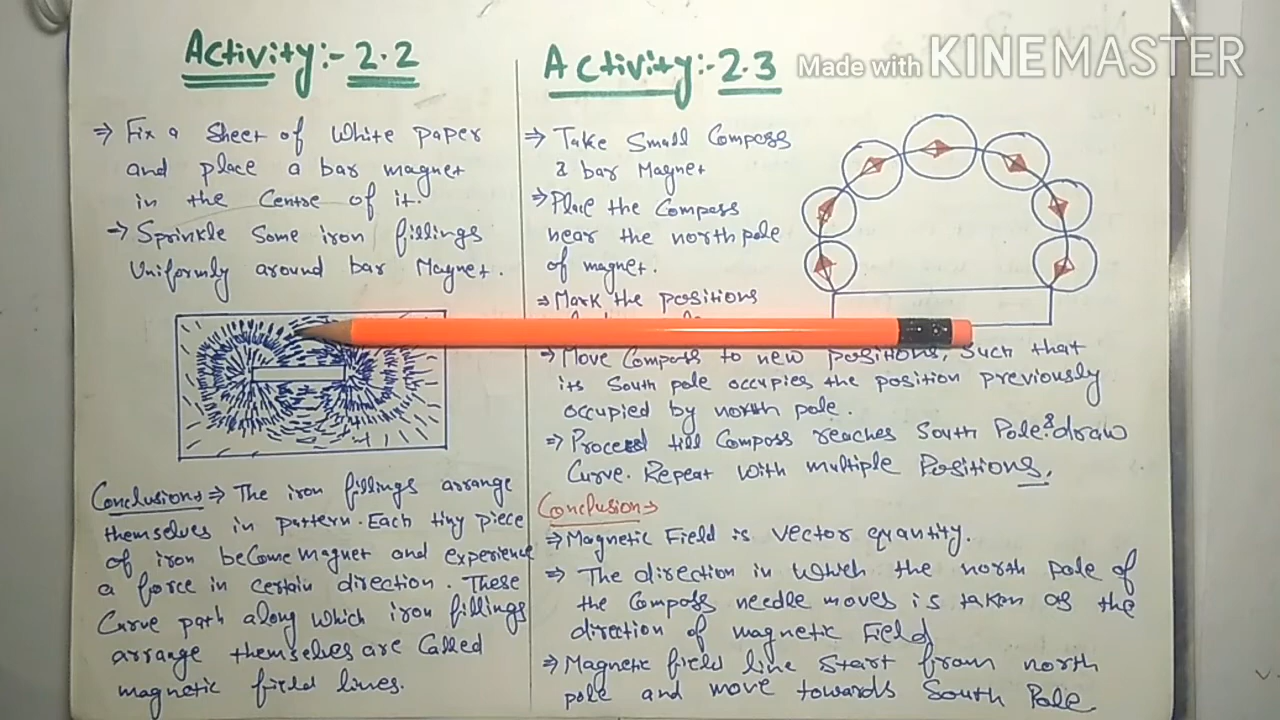 Activity:- 2.2
⇒ Fix a sheet of White paper
and place a bar magnet
in the Centre of it.
→ Sprinkle Some iron fillings
Uniformly around bar Magnet.
Conclusion ⇒ The iron fillings arrange
themselves in pattern. Each tiny piece
of iron become magnet and experience
a force in certain direction. These
Curve path along which iron fillings
arrange themselves are Called
magnetic field lines.
Activity:- 2.3
Made with KINEMASTER
⇒ Take Small Compass
& bar Magnet
⇒ Place the Compass
near the north pole
of magnet.
⇒ Mark the positions
⇒ Move Compass to new positions, Such that
its South pole occupies the position previously
occupied by north pole.
⇒ Proceed till Compass reaches South Pole & draw
Curve. Repeat with multiple Positions.
Conclusion →
⇒ Magnetic Field is vector quantity.
⇒ The direction in which the north pole of
the Compass needle moves is taken as the
direction of magnetic Field
⇒ Magnetic field line start from north
pole and move towards South Pole